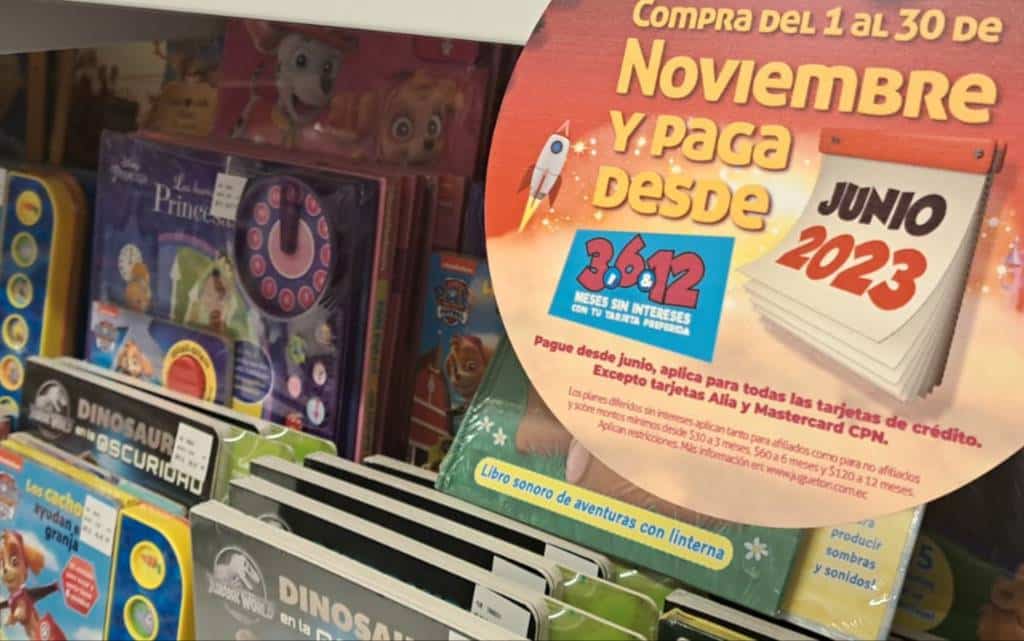 COMPRA DEL 1 AL 30 DE
NOVIEMBRE
Y PAGA
DESDE
JUNIO
2023
3, 6, & 12
MESES SIN INTERESES
CON TU TARJETA PREFERIDA
Pague desde junio, aplica para todas las tarjetas de crédito.
Excepto tarjetas Alia y Mastercard CPN.
Los planes diferidos sin intereses aplican tanto para afiliados como para no afiliados
y sobre montos mínimos desde $30 a 3 meses, $60 a 6 meses y $120 a 12 meses.
Aplican restricciones. Más información en: www.jugueton.com.ec
Disney
Princesa
Las
Princesas
JURASSIC WORLD
DINOSAUR
en la
OSCURIDAD
Los cacho
ayudan e
granja
Libro sonoro de aventuras con linterna
producir
sombras
y sonidos!
JURASSIC WORLD
DINOSAU
en la